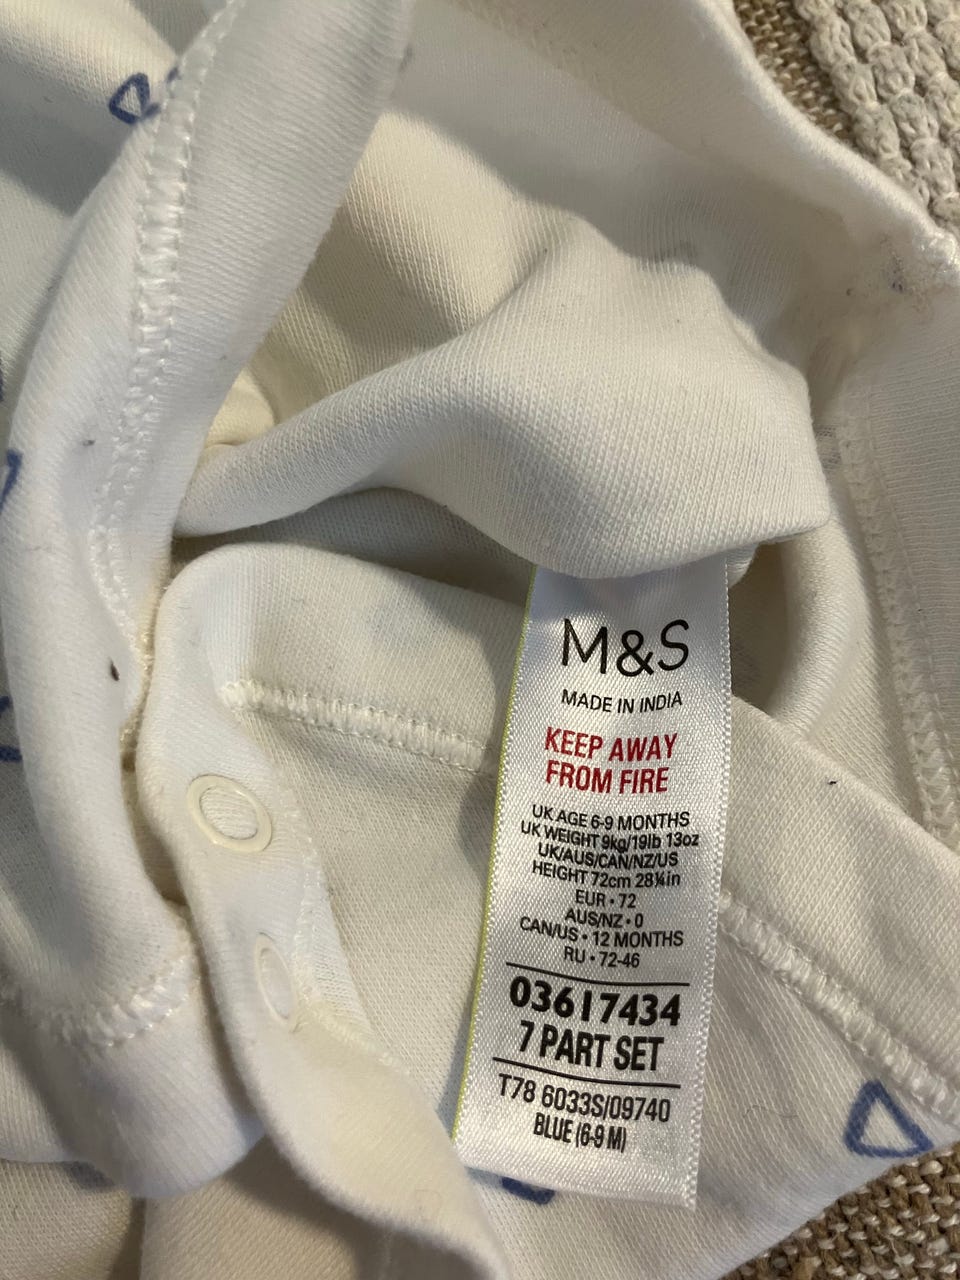 M&S
MADE IN INDIA
KEEP AWAY
FROM FIRE
UK AGE 6-9 MONTHS
UK WEIGHT 9kg/19lb 13oz
UK/AUS/CAN/NZ/US
HEIGHT 72cm 28¼in
EUR • 72
AUS/NZ • 0
CAN/US • 12 MONTHS
RU • 72-46
03617434
7 PART SET
T78 6033S/09740
BLUE (6-9 M)